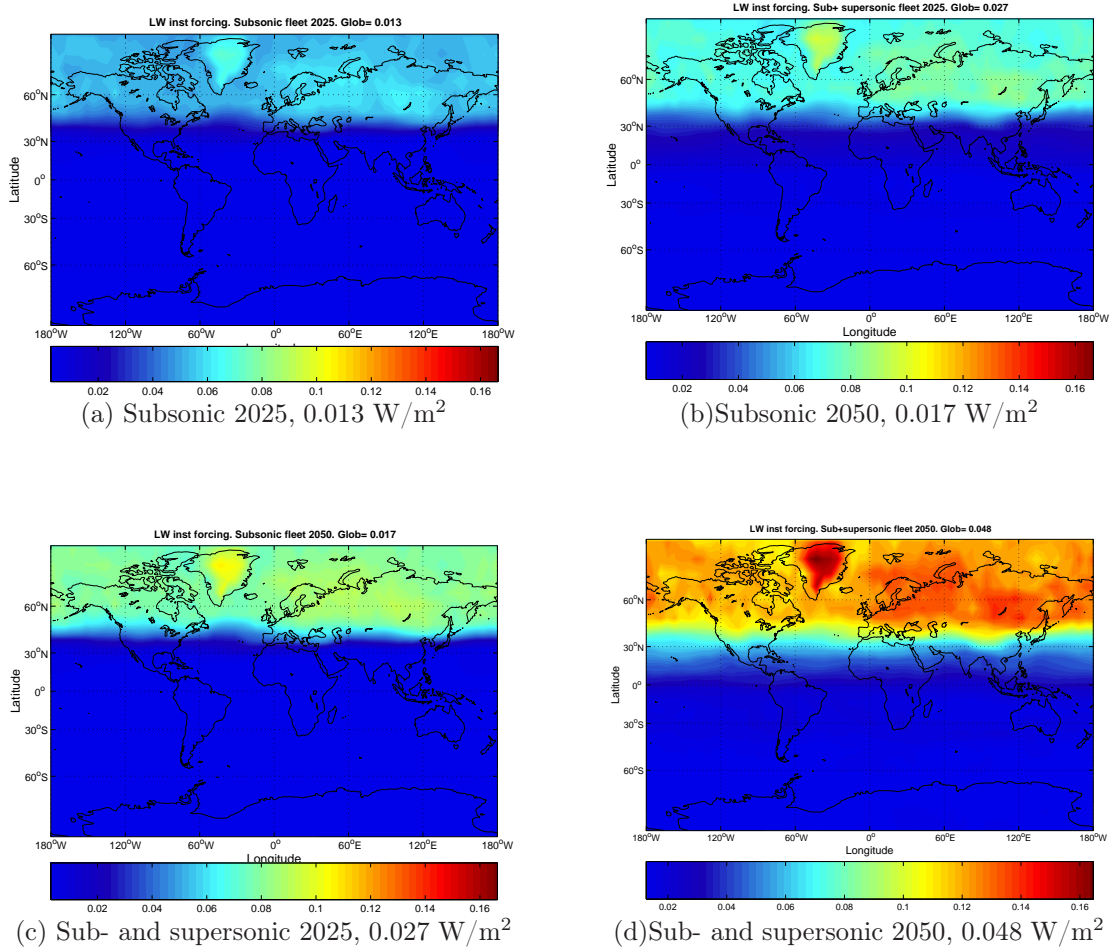 LW inst forcing. Subsonic fleet 2025. Glob= 0.013
Latitude
60°N
30°N
0°
30°S
60°S
180°W 120°W 60°W 0° 60°E 120°E 180°W
0.02 0.04 0.06 0.08 0.1 0.12 0.14 0.16
(a) Subsonic 2025, 0.013 W/m²
LW inst forcing. Sub+ supersonic fleet 2025. Glob= 0.027
Latitude
60°N
30°N
0°
30°S
60°S
180°W 120°W 60°W 0° 60°E 120°E 180°W
Longitude
0.02 0.04 0.06 0.08 0.1 0.12 0.14 0.16
(b)Subsonic 2050, 0.017 W/m²
LW inst forcing. Subsonic fleet 2050. Glob= 0.017
Latitude
60°N
30°N
0°
30°S
60°S
180°W 120°W 60°W 0° 60°E 120°E 180°W
Longitude
0.02 0.04 0.06 0.08 0.1 0.12 0.14 0.16
(c) Sub- and supersonic 2025, 0.027 W/m²
LW inst forcing. Sub+supersonic fleet 2050. Glob= 0.048
Latitude
60°N
30°N
0°
30°S
60°S
180°W 120°W 60°W 0° 60°E 120°E 180°W
Longitude
0.02 0.04 0.06 0.08 0.1 0.12 0.14 0.16
(d)Sub- and supersonic 2050, 0.048 W/m²